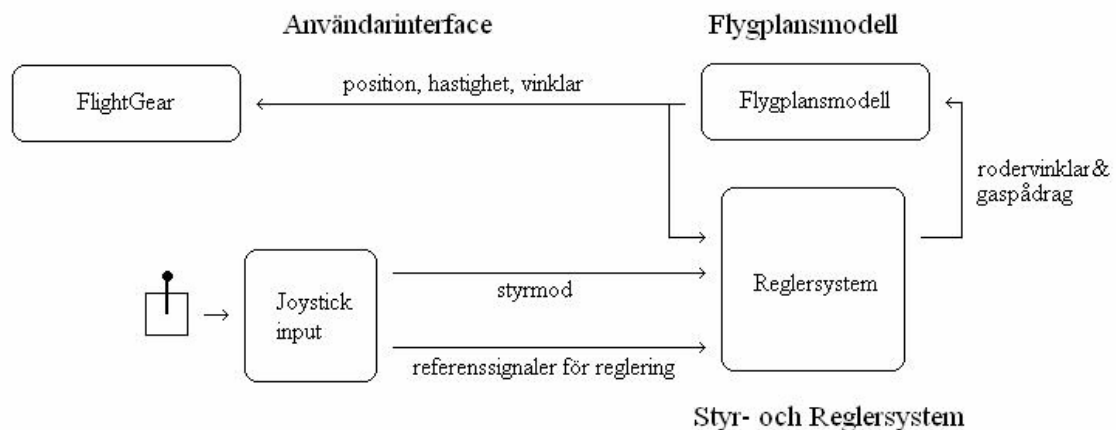 Användarinterface
Flygplansmodell
FlightGear
position, hastighet, vinklar
Flygplansmodell
rodervinklar&
gaspådrag
Joystick
input
styrmod
referenssignaler för reglering
Reglersystem
Styr- och Reglersystem